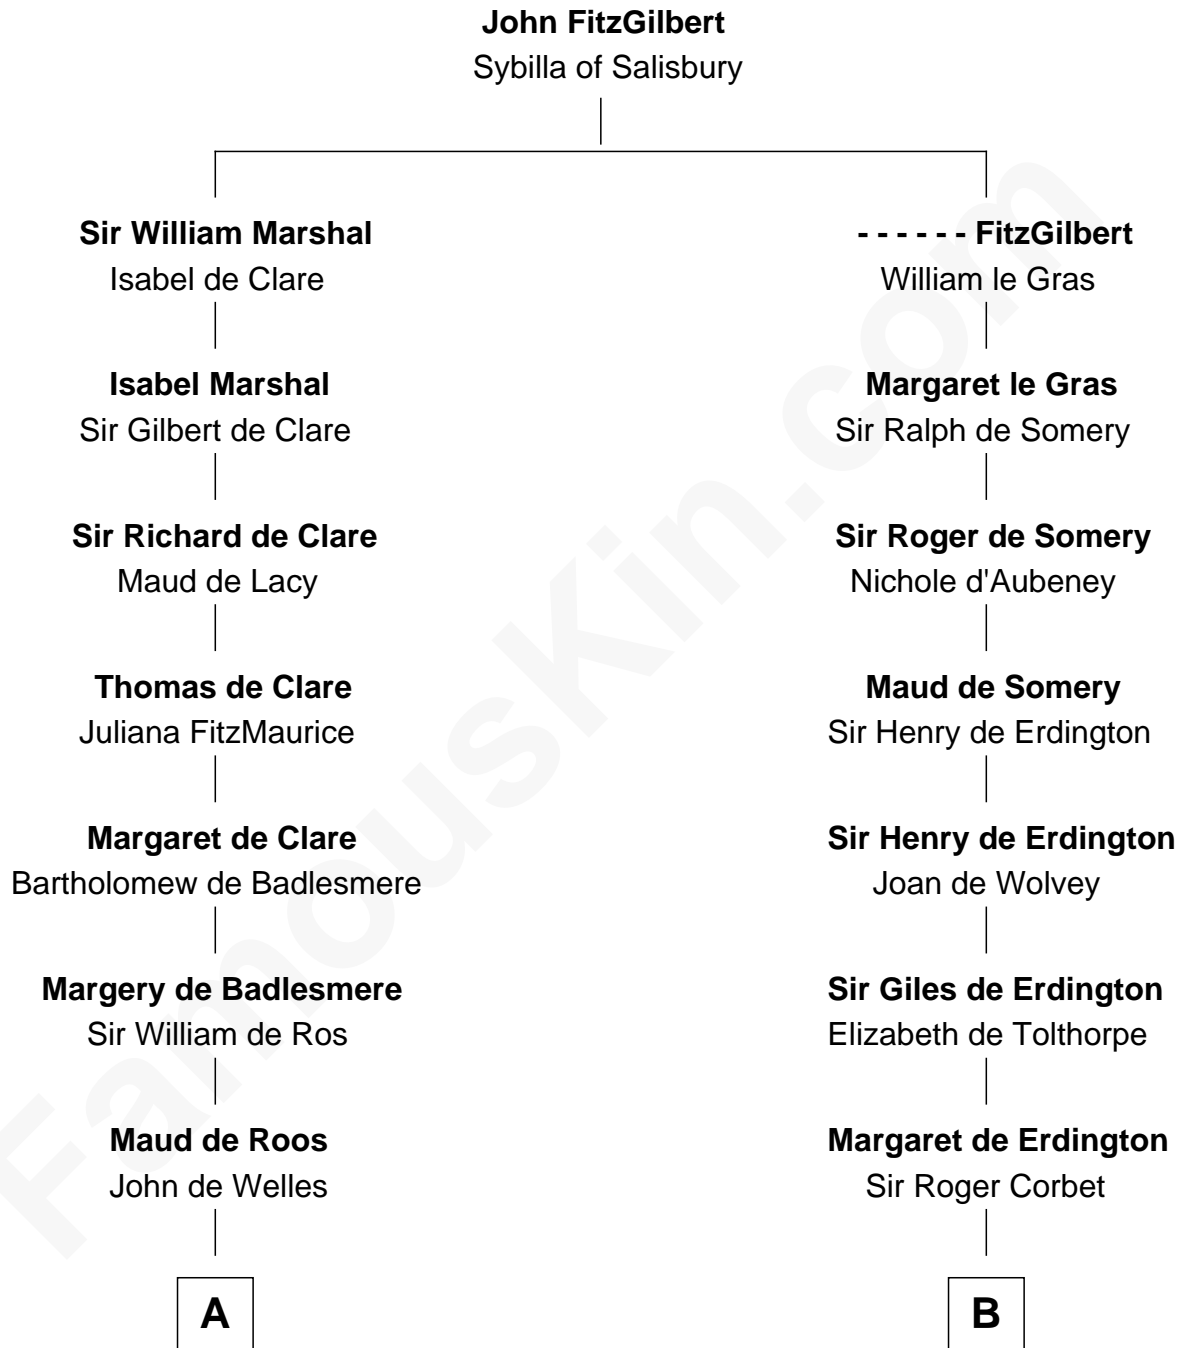 John FitzGilbert
Sybilla of Salisbury
Sir William Marshal
Isabel de Clare
- - - - - - FitzGilbert
William le Gras
Isabel Marshal
Sir Gilbert de Clare
Margaret le Gras
Sir Ralph de Somery
Sir Richard de Clare
Maud de Lacy
Sir Roger de Somery
Nichole d'Aubeney
Thomas de Clare
Juliana FitzMaurice
Maud de Somery
Sir Henry de Erdington
Margaret de Clare
Bartholomew de Badlesmere
Sir Henry de Erdington
Joan de Wolvey
Margery de Badlesmere
Sir William de Ros
Sir Giles de Erdington
Elizabeth de Tolthorpe
Maud de Roos
John de Welles
Margaret de Erdington
Sir Roger Corbet
A
B
FamousKin.com